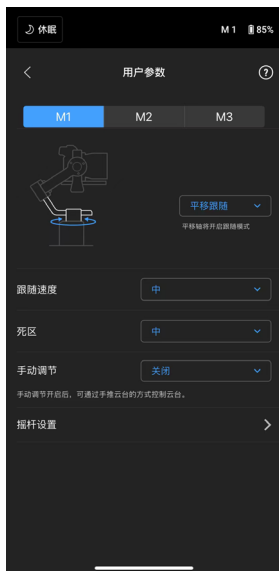 休眠
M 1 85%
用户参数
M1 M2 M3
平移跟随
平移轴将开启跟随模式
跟随速度 中
死区 中
手动调节 关闭
手动调节开启后，可通过手推云台的方式控制云台。
摇杆设置